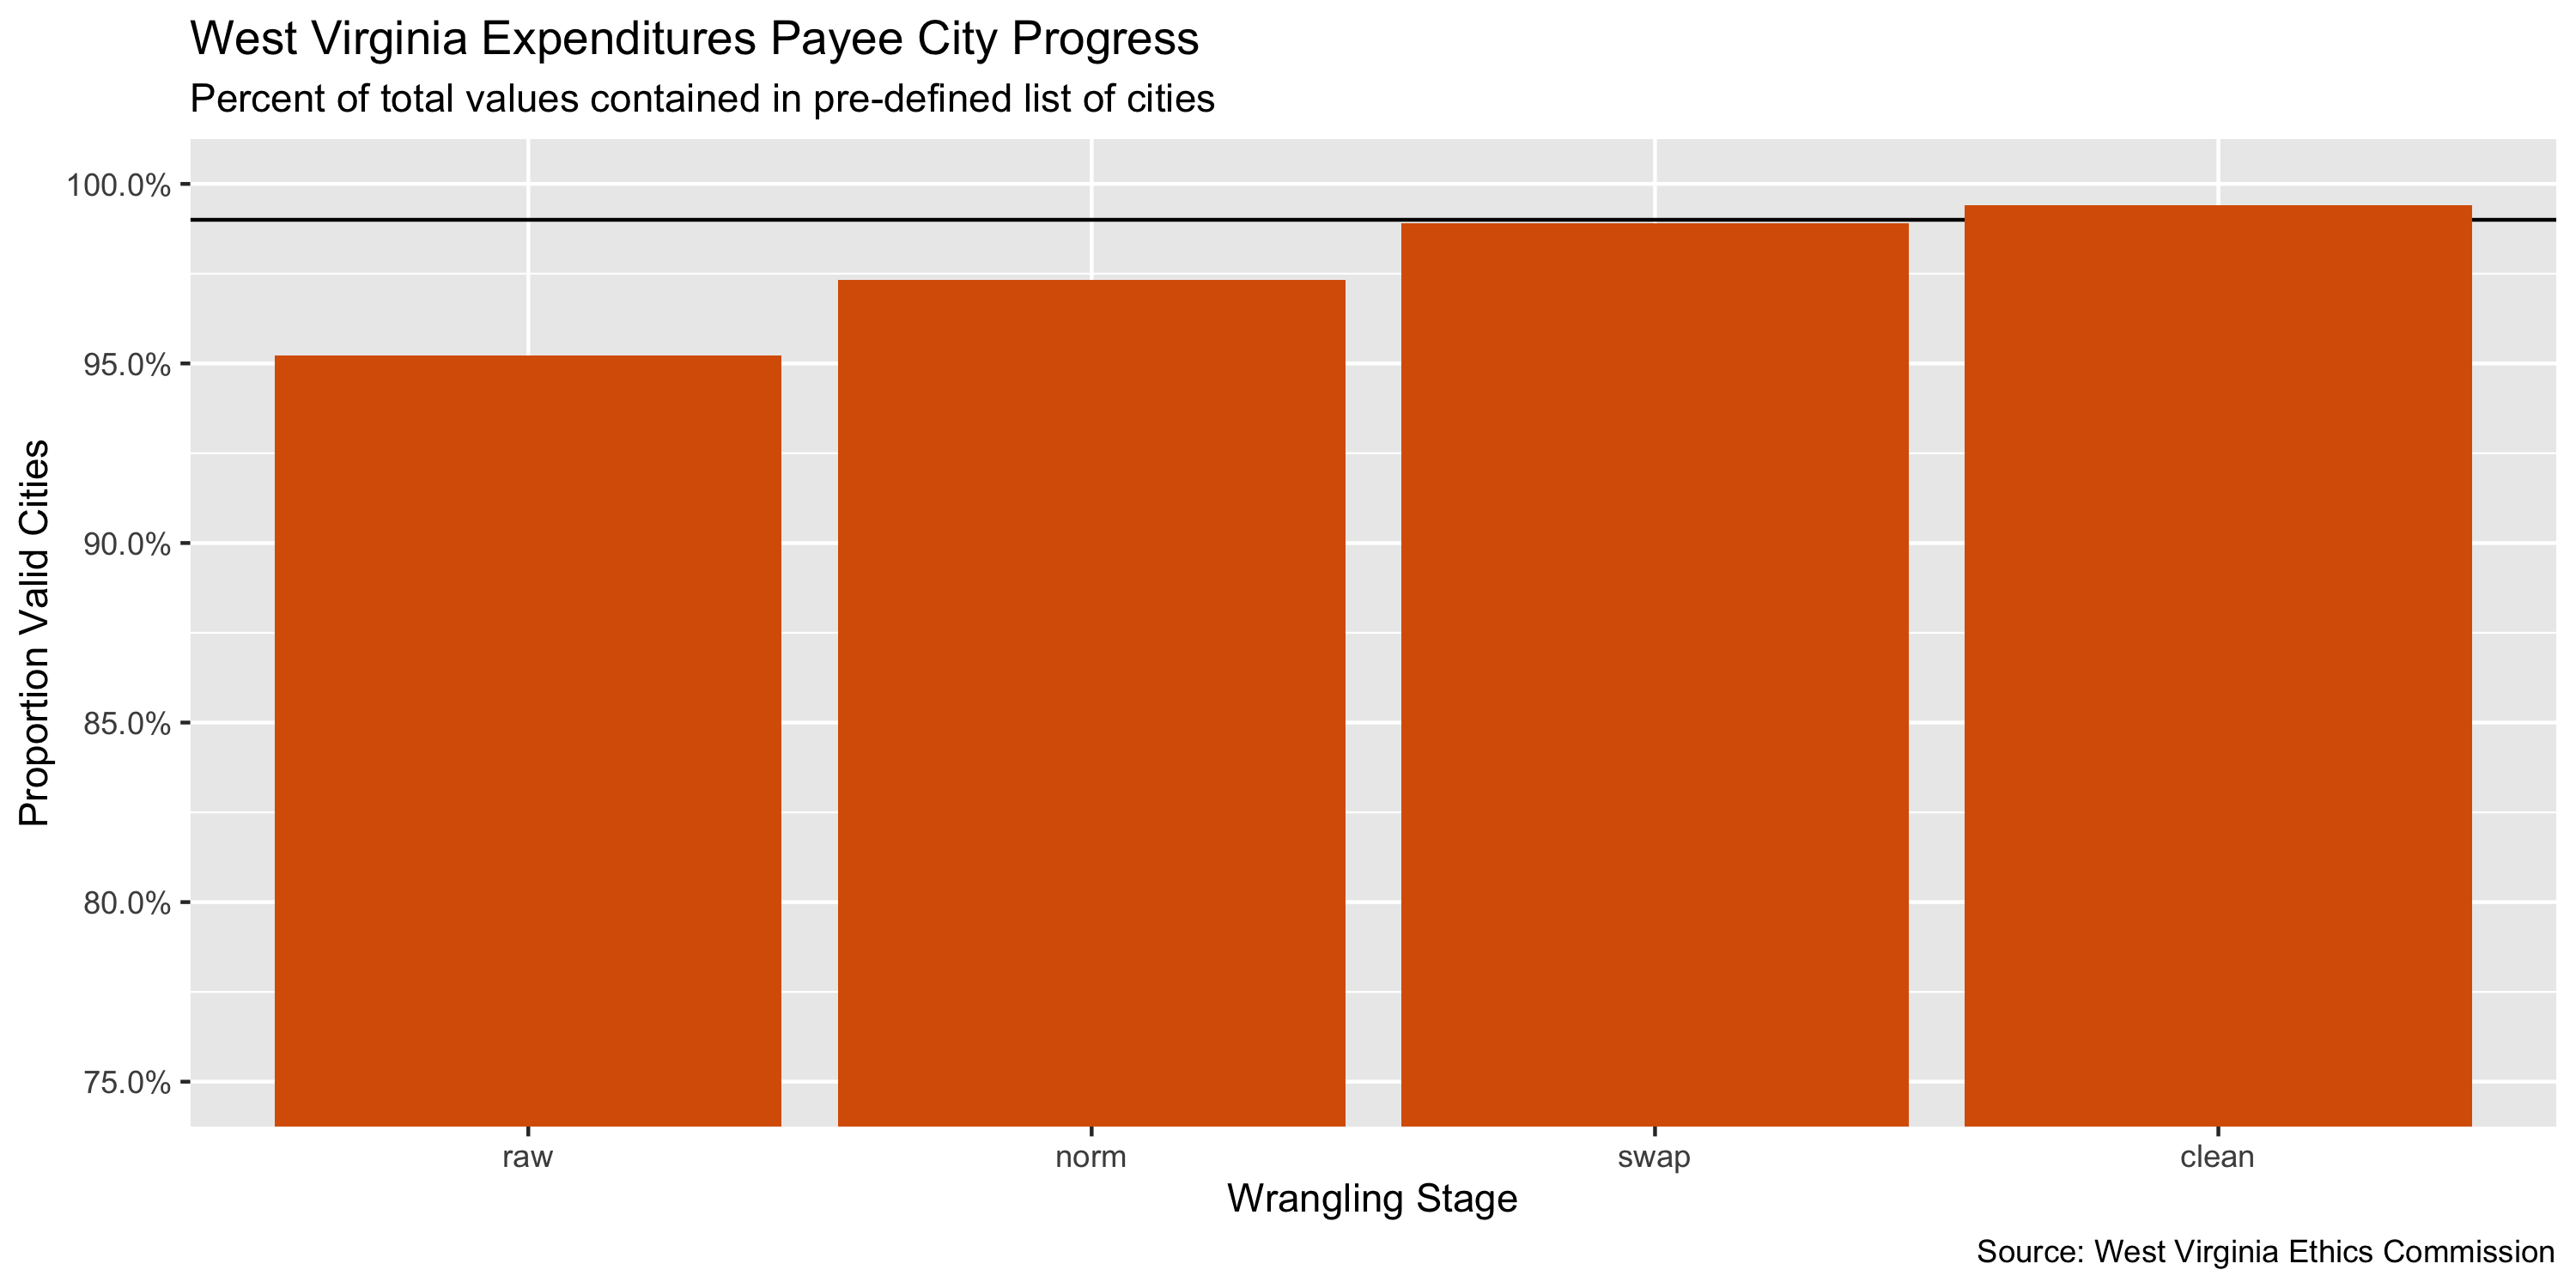 West Virginia Expenditures Payee City Progress
Percent of total values contained in pre-defined list of cities
100.0%
95.0%
90.0%
85.0%
80.0%
75.0%
Proportion Valid Cities
raw norm swap clean
Wrangling Stage
Source: West Virginia Ethics Commission